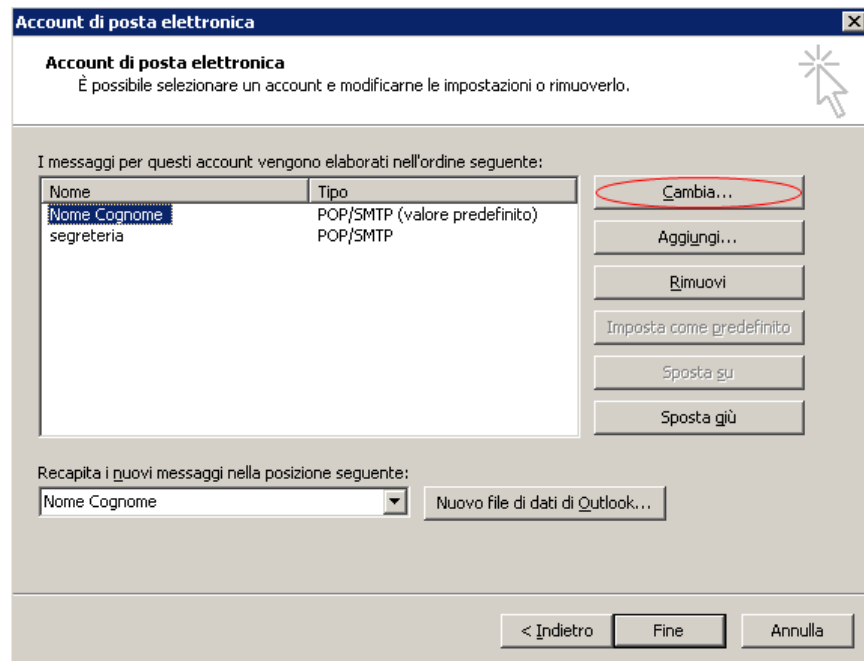 Account di posta elettronica
Account di posta elettronica
È possibile selezionare un account e modificarne le impostazioni o rimuoverlo.
I messaggi per questi account vengono elaborati nell'ordine seguente:
Nome Tipo
Nome Cognome POP/SMTP (valore predefinito)
segreteria POP/SMTP
Cambia...
Aggiungi...
Rimuovi
Imposta come predefinito
Sposta su
Sposta giù
Recapita i nuovi messaggi nella posizione seguente:
Nome Cognome
Nuovo file di dati di Outlook...
< Indietro
Fine
Annulla